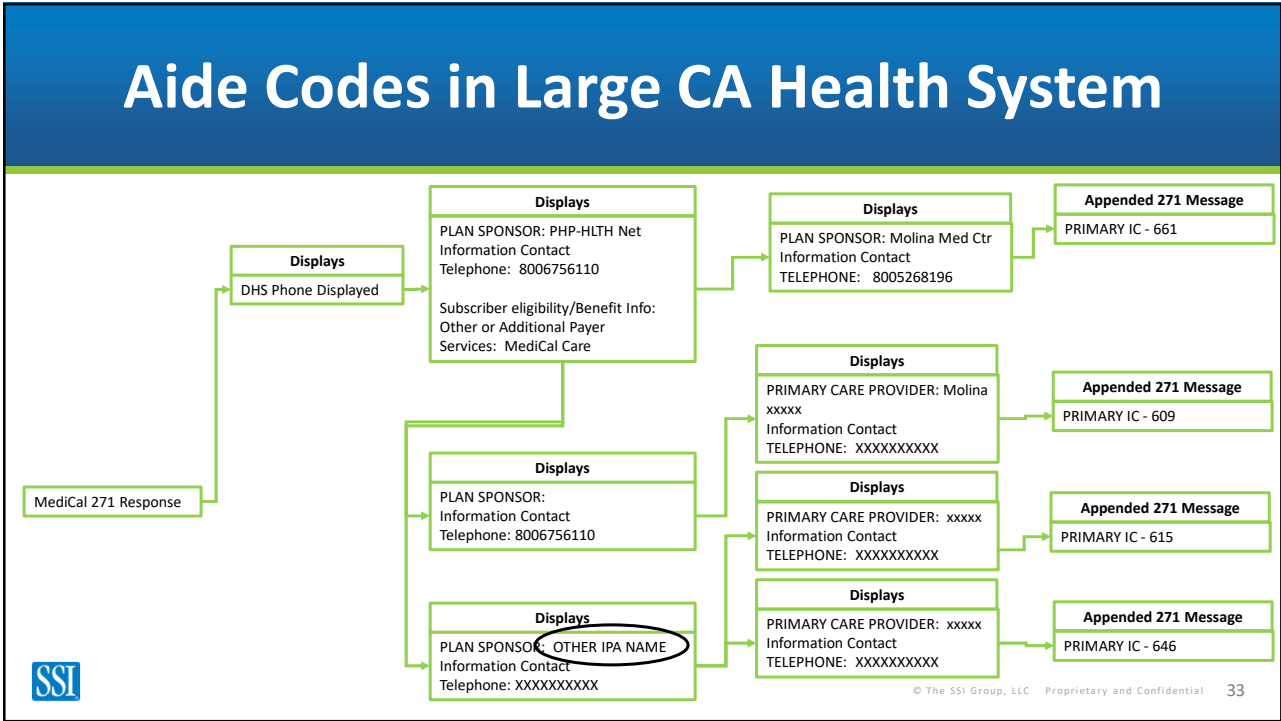 Aide Codes in Large CA Health System
MediCal 271 Response
Displays
DHS Phone Displayed
Displays
PLAN SPONSOR: PHP-HLTH Net
Information Contact
Telephone: 8006756110
Subscriber eligibility/Benefit Info:
Other or Additional Payer
Services: MediCal Care
Displays
PLAN SPONSOR: Molina Med Ctr
Information Contact
TELEPHONE: 8005268196
Appended 271 Message
PRIMARY IC - 661
Displays
PLAN SPONSOR:
Information Contact
Telephone: 8006756110
Displays
PRIMARY CARE PROVIDER: Molina
xxxxx
Information Contact
TELEPHONE: XXXXXXXXXX
Appended 271 Message
PRIMARY IC - 609
Displays
PRIMARY CARE PROVIDER: xxxxx
Information Contact
TELEPHONE: XXXXXXXXXX
Appended 271 Message
PRIMARY IC - 615
Displays
PLAN SPONSOR: OTHER IPA NAME
Information Contact
Telephone: XXXXXXXXXX
Displays
PRIMARY CARE PROVIDER: xxxxx
Information Contact
TELEPHONE: XXXXXXXXXX
Appended 271 Message
PRIMARY IC - 646
SSI
© The SSI Group, LLC Proprietary and Confidential 33